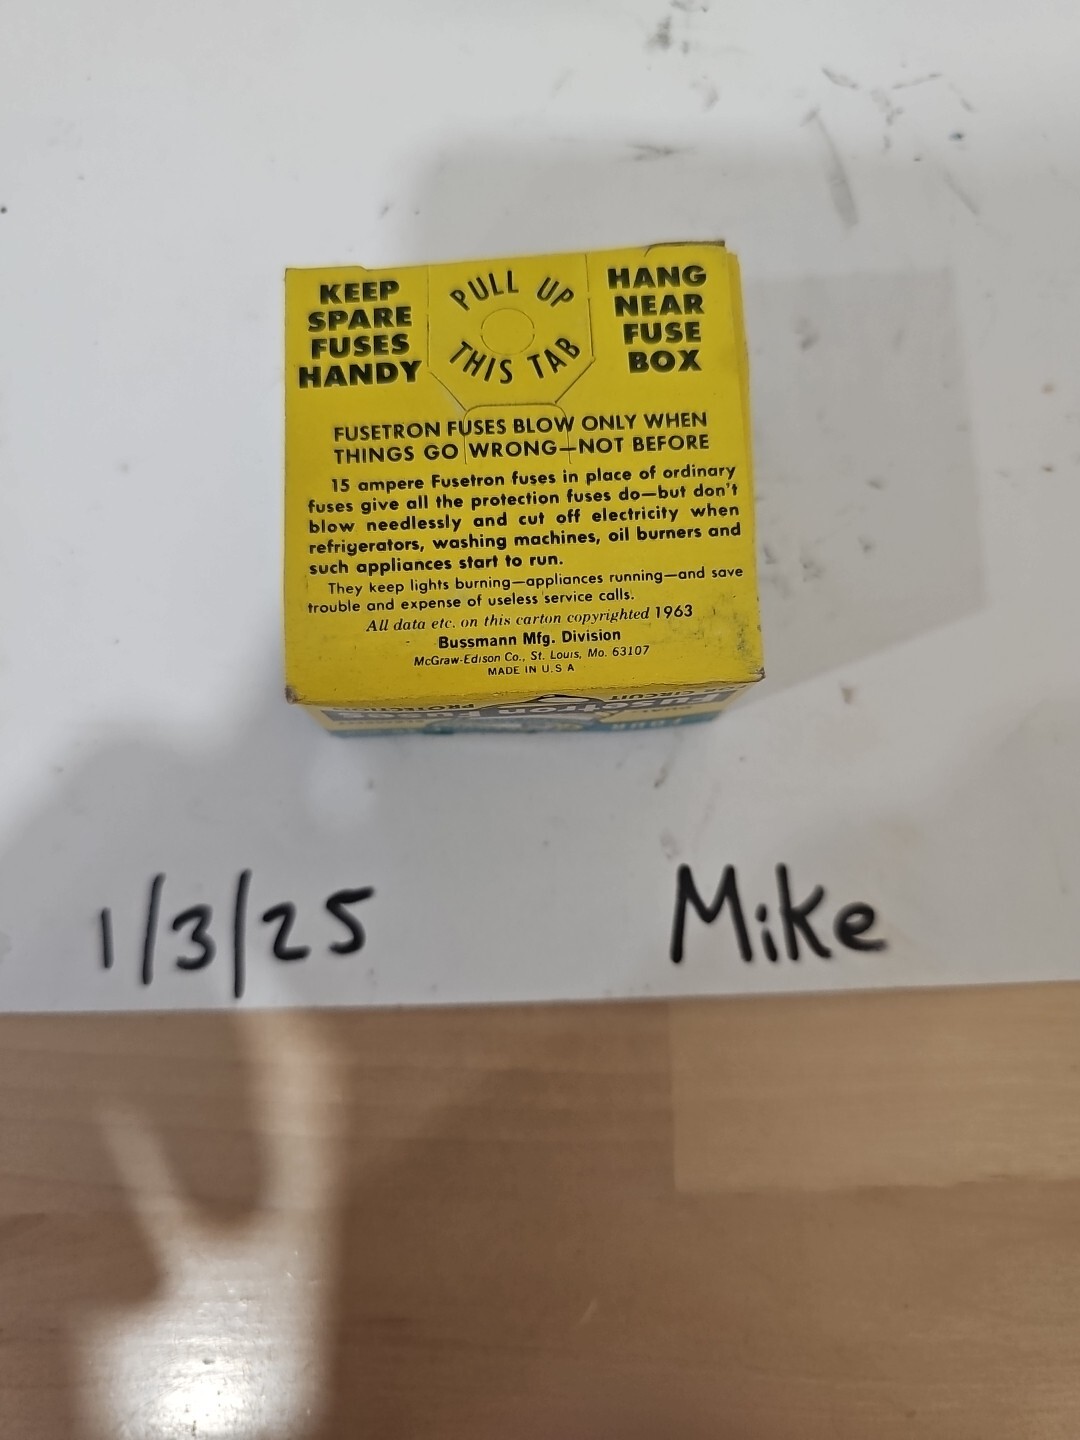 KEEP
SPARE
FUSES
HANDY
PULL UP
THIS TAB
HANG
NEAR
FUSE
BOX
FUSETRON FUSES BLOW ONLY WHEN
THINGS GO WRONG—NOT BEFORE
15 ampere Fusetron fuses in place of ordinary
fuses give all the protection fuses do—but don't
blow needlessly and cut off electricity when
refrigerators, washing machines, oil burners and
such appliances start to run.
They keep lights burning—appliances running—and save
trouble and expense of useless service calls.
All data etc. on this carton copyrighted 1963
Bussmann Mfg. Division
McGraw-Edison Co., St. Louis, Mo. 63107
MADE IN U.S A
CIRCUIT
PROTECTION
Fusetron Fuses
FOUR
1/3/25
Mike